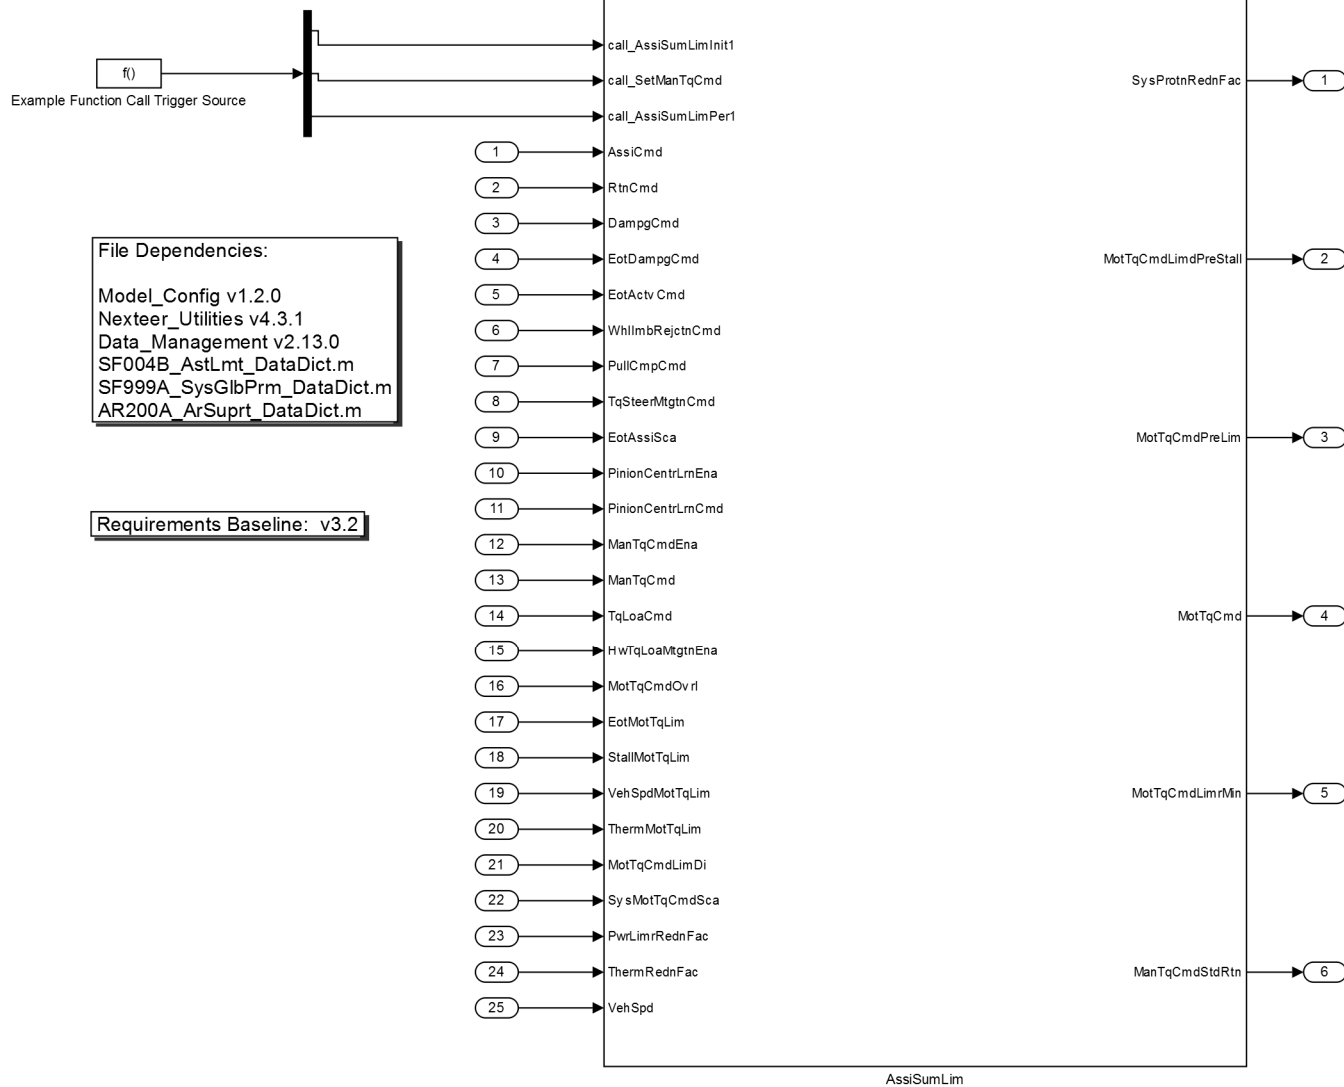 f()
Example Function Call Trigger Source
call_AssiSumLimInit1
call_SetManTqCmd
call_AssiSumLimPer1
1 AssiCmd
2 RtnCmd
3 DampgCmd
4 EotDampgCmd
5 EotActvCmd
6 WhlImbRejctnCmd
7 PullCmpCmd
8 TqSteerMtgtnCmd
9 EotAssiSca
10 PinionCentrLrnEna
11 PinionCentrLrnCmd
12 ManTqCmdEna
13 ManTqCmd
14 TqLoaCmd
15 HwTqLoaMtgtnEna
16 MotTqCmdOvrl
17 EotMotTqLim
18 StallMotTqLim
19 VehSpdMotTqLim
20 ThermMotTqLim
21 MotTqCmdLimDi
22 SysMotTqCmdSca
23 PwrLimrRednFac
24 ThermRednFac
25 VehSpd
SysProtnRednFac 1
MotTqCmdLimdPreStall 2
MotTqCmdPreLim 3
MotTqCmd 4
MotTqCmdLimrMin 5
ManTqCmdStdRtn 6
AssiSumLim
File Dependencies:
Model_Config v1.2.0
Nexteer_Utilities v4.3.1
Data_Management v2.13.0
SF004B_AstLmt_DataDict.m
SF999A_SysGlbPrm_DataDict.m
AR200A_ArSuprt_DataDict.m
Requirements Baseline:  v3.2